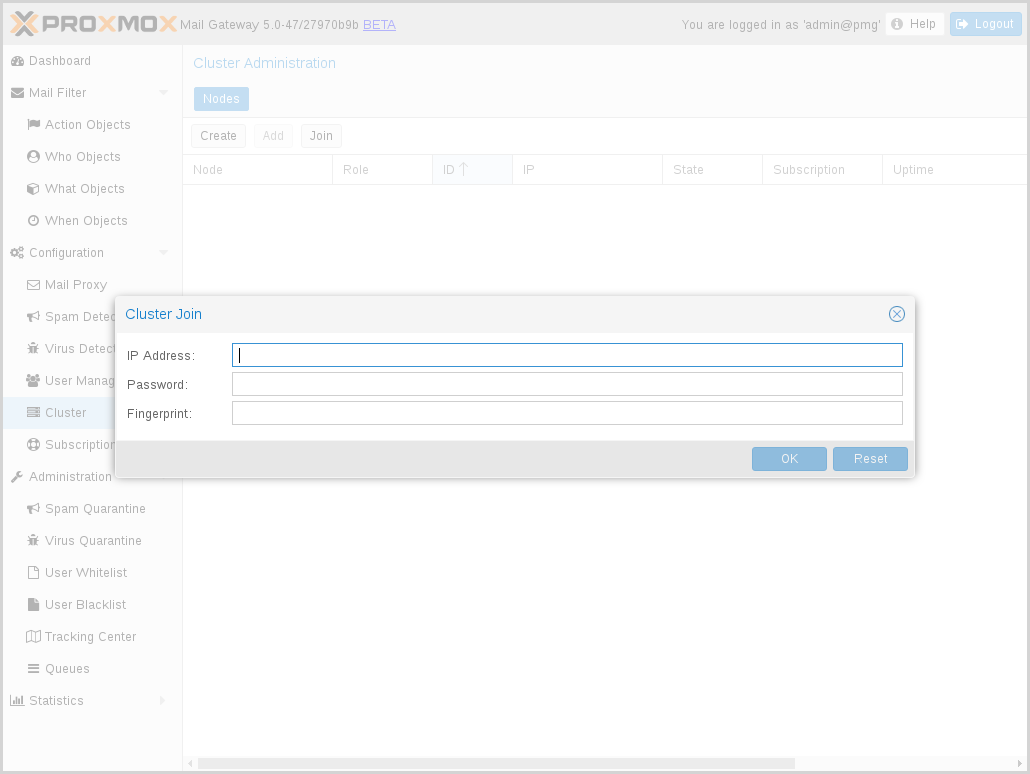 PROXMOX Mail Gateway 5.0-47/27970b9b BETA You are logged in as 'admin@pmg' Help Logout
Dashboard
Mail Filter
Action Objects
Who Objects
What Objects
When Objects
Configuration
Mail Proxy
Spam Detec
Virus Detect
User Manag
Cluster
Subscription
Administration
Spam Quarantine
Virus Quarantine
User Whitelist
User Blacklist
Tracking Center
Queues
Statistics
Cluster Administration
Nodes
Create Add Join
Node Role ID IP State Subscription Uptime
Cluster Join
IP Address:
Password:
Fingerprint:
OK Reset